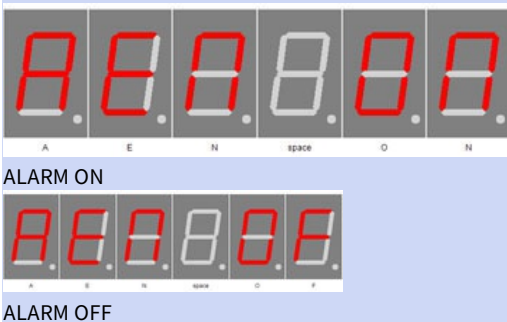 A E N O N
A E N space O N
ALARM ON
A E N O F
A E N space O F
ALARM OFF